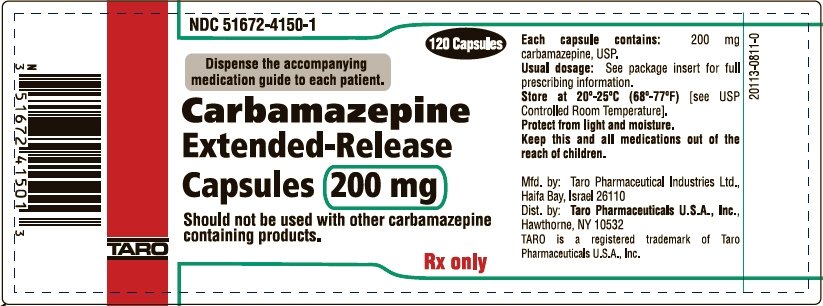 NDC 51672-4150-1
120 Capsules
Dispense the accompanying
medication guide to each patient.
Carbamazepine
Extended-Release
Capsules 200 mg
Should not be used with other carbamazepine
containing products.
Rx only
TARO
N
3 51672-41501 3
Each capsule contains: 200 mg
carbamazepine, USP.
Usual dosage: See package insert for full
prescribing information.
Store at 20º-25ºC (68º-77ºF) [see USP
Controlled Room Temperature].
Protect from light and moisture.
Keep this and all medications out of the
reach of children.
Mfd. by: Taro Pharmaceutical Industries Ltd.,
Haifa Bay, Israel 26110
Dist. by: Taro Pharmaceuticals U.S.A., Inc.,
Hawthorne, NY 10532
TARO is a registered trademark of Taro
Pharmaceuticals U.S.A., Inc.
20113-0811-0